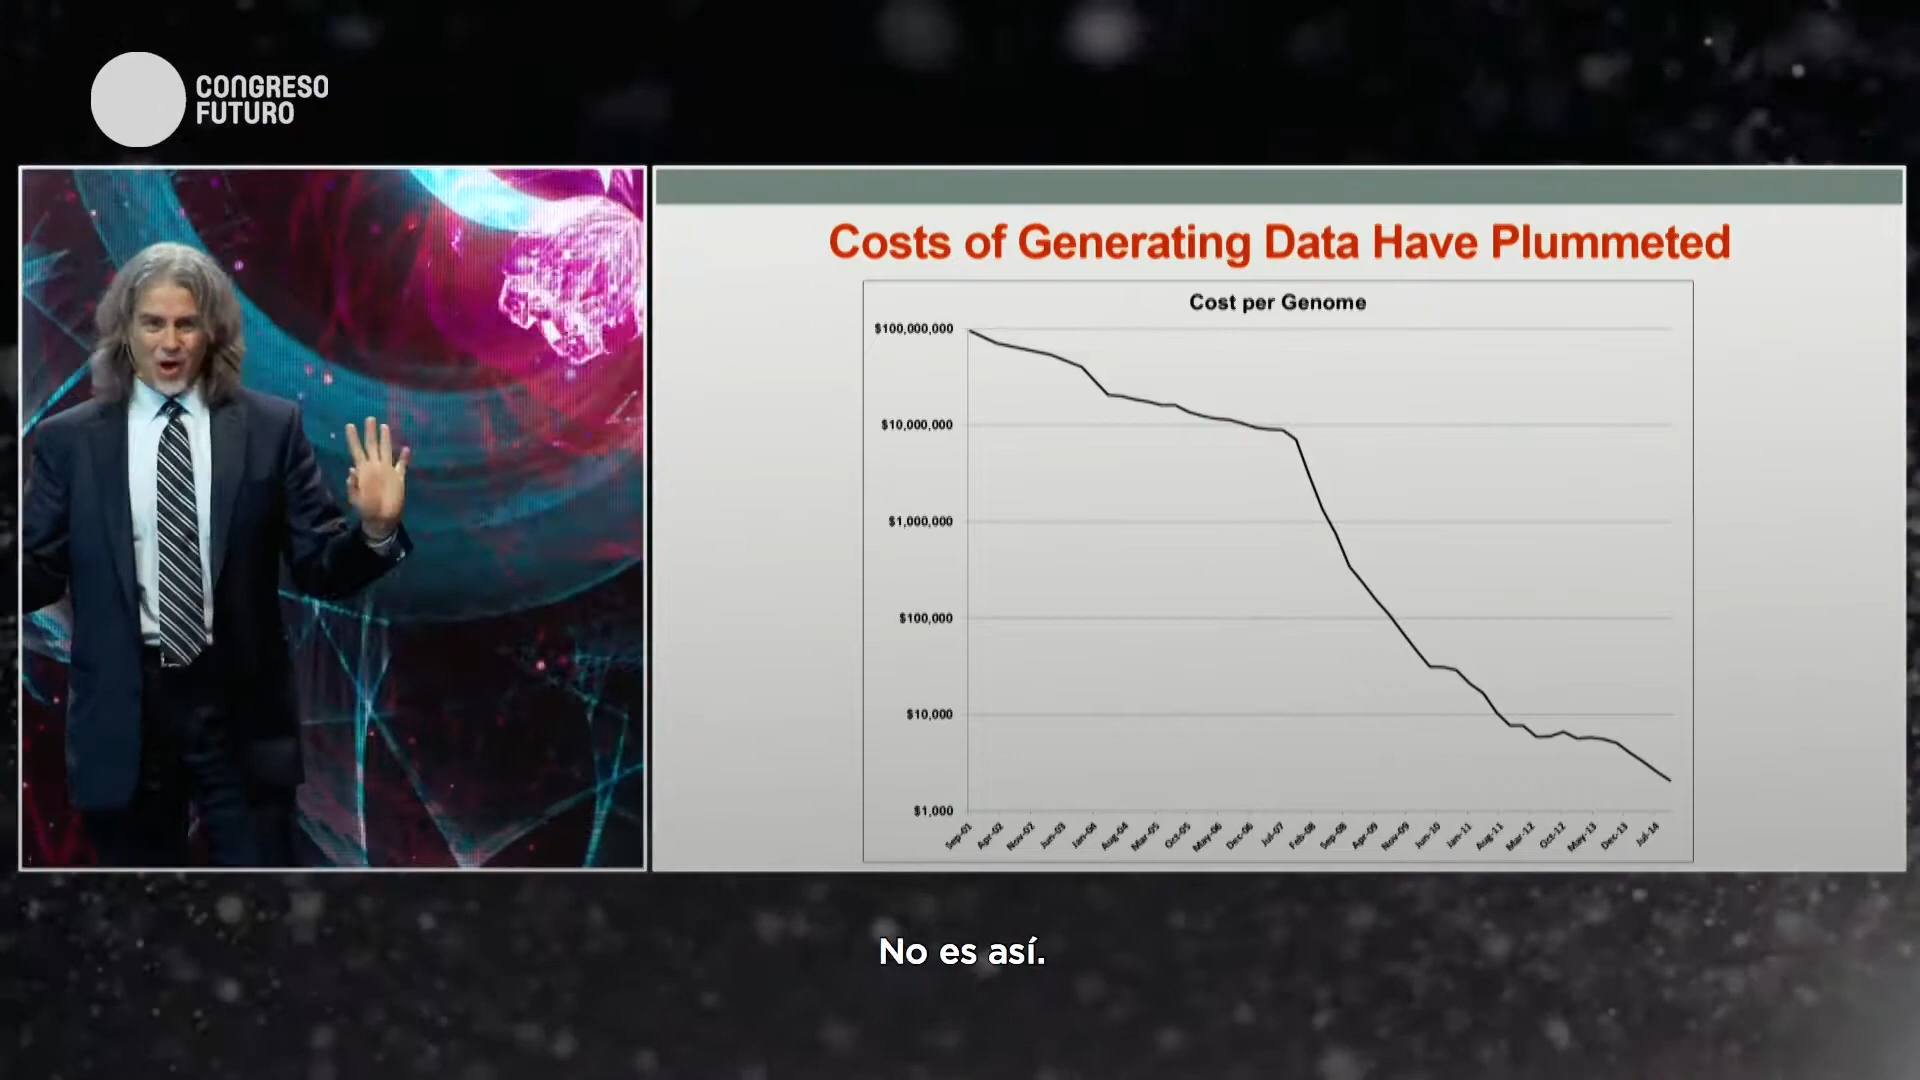 CONGRESO
FUTURO
Costs of Generating Data Have Plummeted
Cost per Genome
$100,000,000
$10,000,000
$1,000,000
$100,000
$10,000
$1,000
Sep-01
Apr-02
Nov-02
Jun-03
Jan-04
Aug-04
Mar-05
Oct-05
May-06
Dec-06
Jul-07
Feb-08
Sep-08
Apr-09
Nov-09
Jun-10
Jan-11
Aug-11
Mar-12
Oct-12
May-13
Dec-13
Jul-14
No es así.